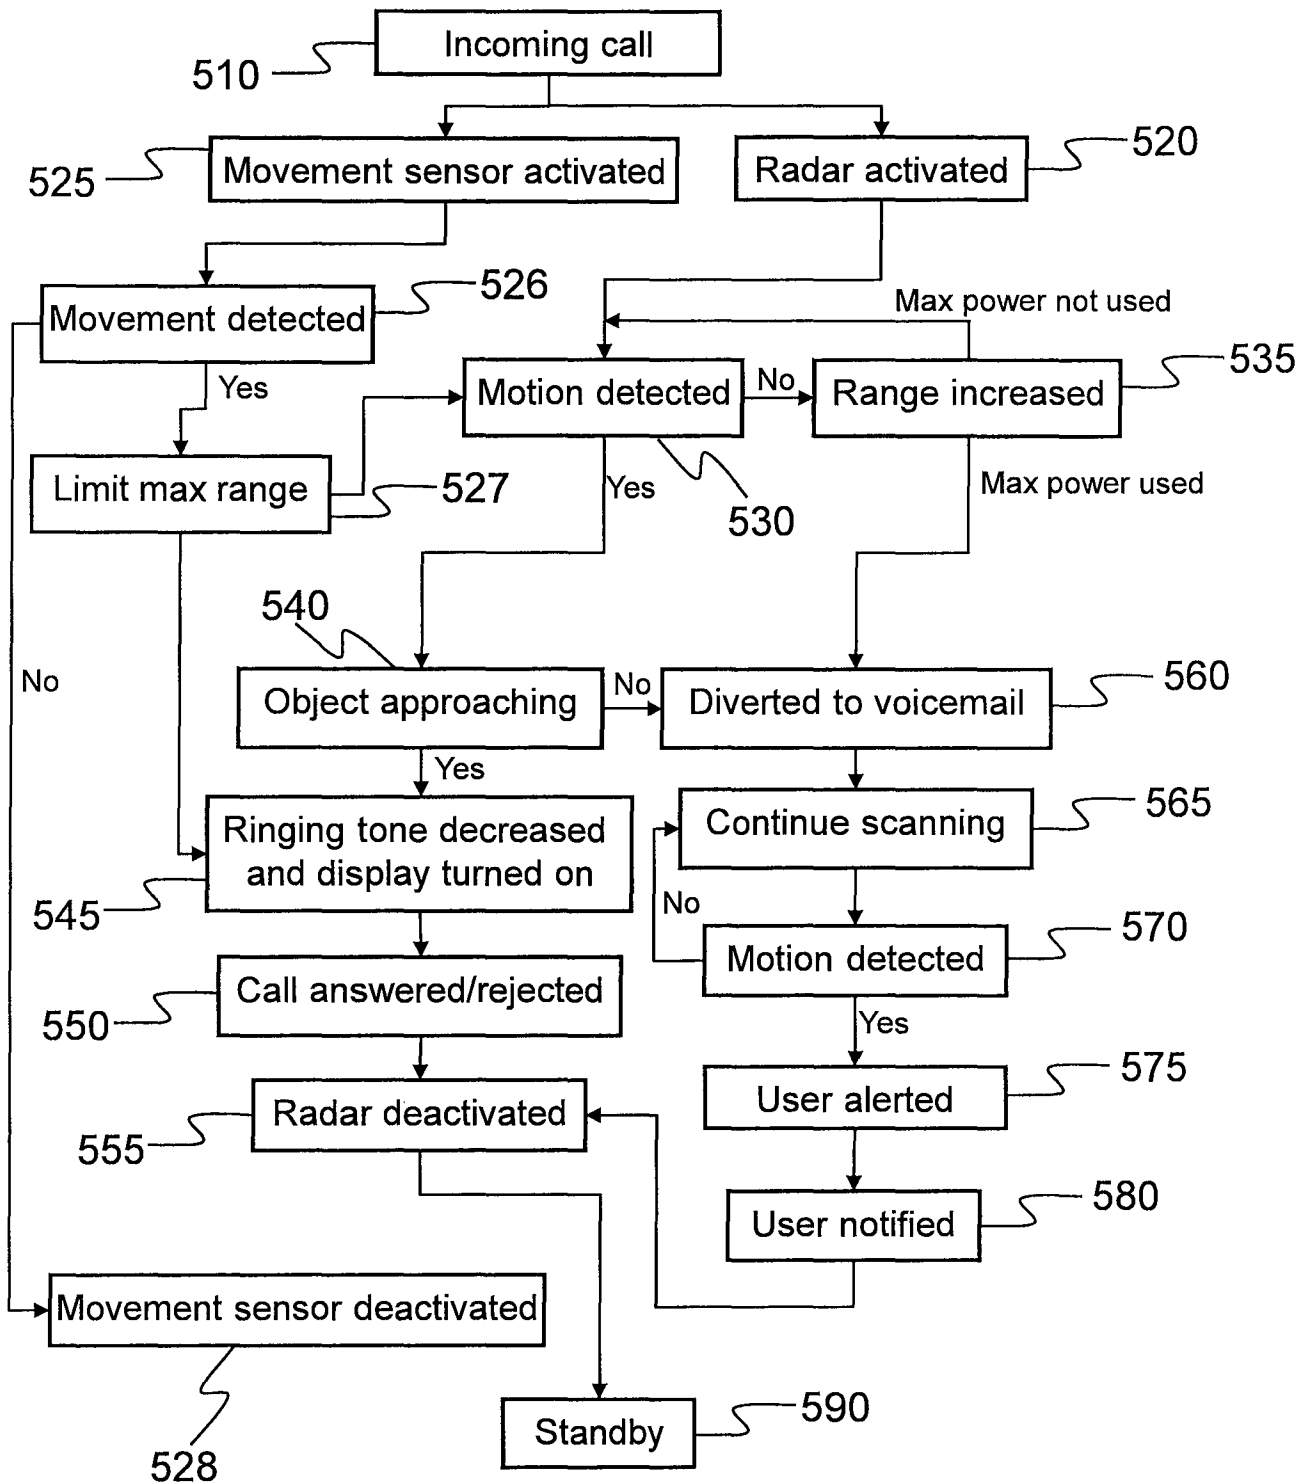 Incoming call
510
Movement sensor activated
525
Radar activated
520
Movement detected
526
Max power not used
Yes
Motion detected
No
Range increased
535
Limit max range
527
Yes
530
Max power used
540
No
Object approaching
No
Diverted to voicemail
560
Yes
Ringing tone decreased
and display turned on
545
Continue scanning
565
No
Motion detected
570
Call answered/rejected
550
Yes
Radar deactivated
555
User alerted
575
User notified
580
Movement sensor deactivated
528
Standby
590